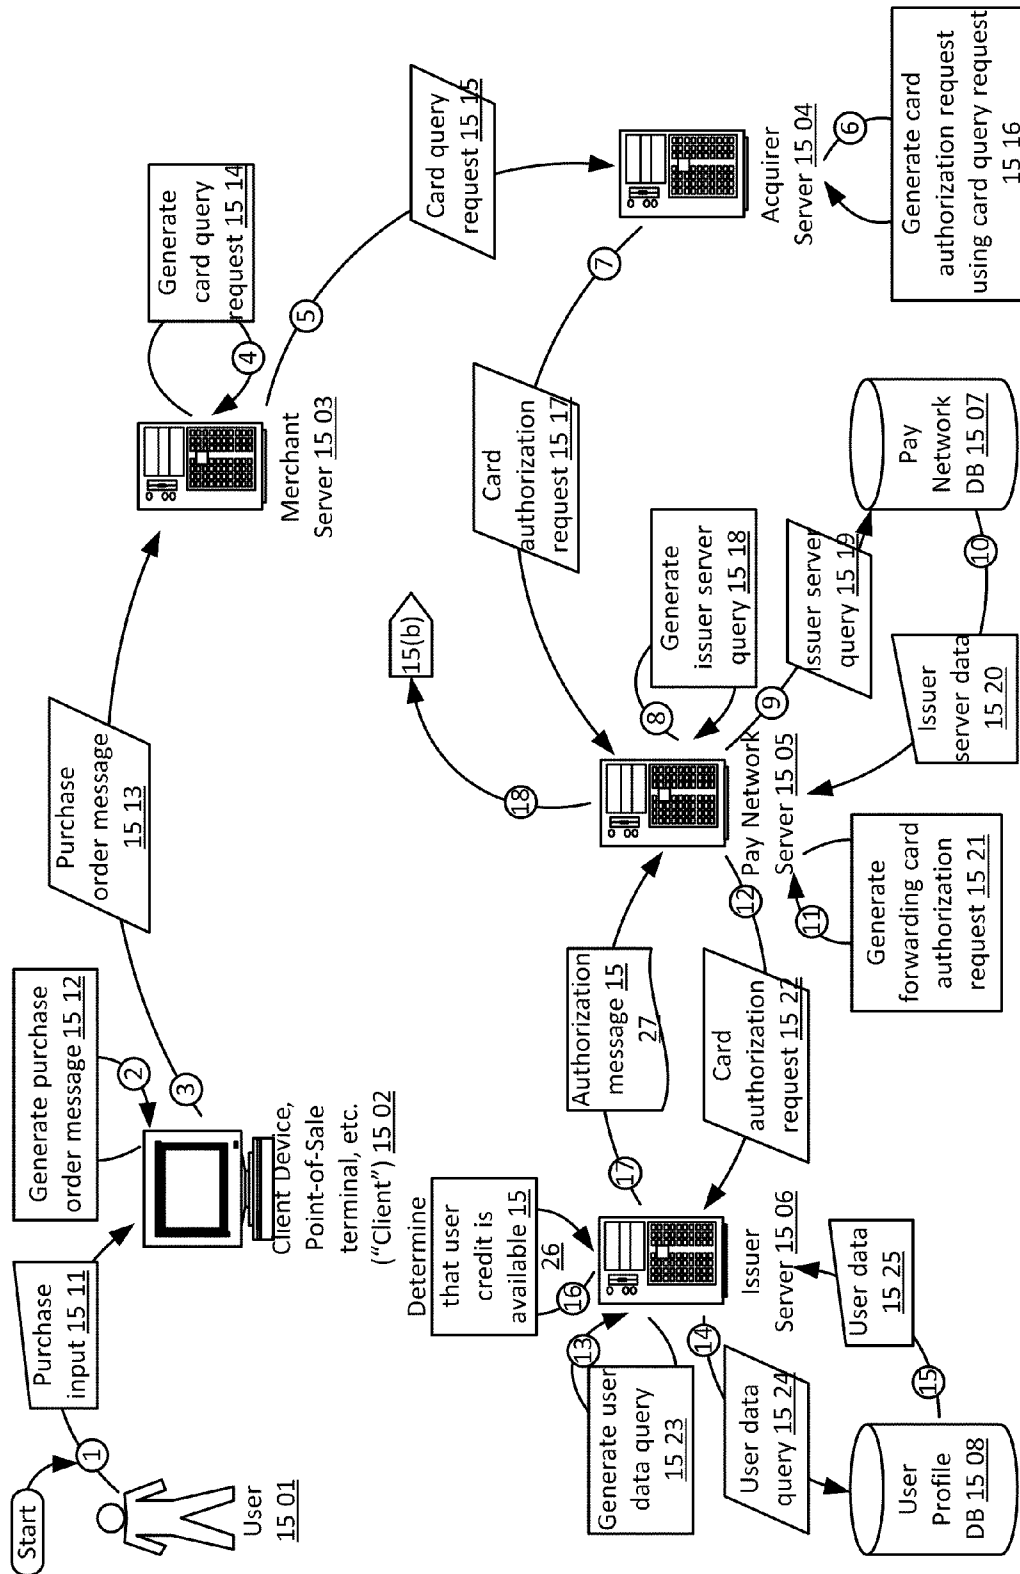 Start
1
User
15 01
Purchase
input 15 11
Generate purchase
order message 15 12
2
Client Device,
Point-of-Sale
terminal, etc.
("Client") 15 02
3
Purchase
order message
15 13
Merchant
Server 15 03
4
Generate
card query
request 15 14
5
Card query
request 15 15
Acquirer
Server 15 04
6
Generate card
authorization request
using card query request
15 16
7
Card
authorization
request 15 17
Pay Network
Server 15 05
8
Generate
issuer server
query 15 18
9
Issuer server
query 15 19
Pay
Network
DB 15 07
10
Issuer
server data
15 20
11
Generate
forwarding card
authorization
request 15 21
12
Card
authorization
request 15 22
Issuer
Server 15 06
13
Generate user
data query
15 23
14
User data
query 15 24
User
Profile
DB 15 08
15
User data
15 25
16
Determine
that user
credit is
available 15
26
17
Authorization
message 15
27
18
15(b)